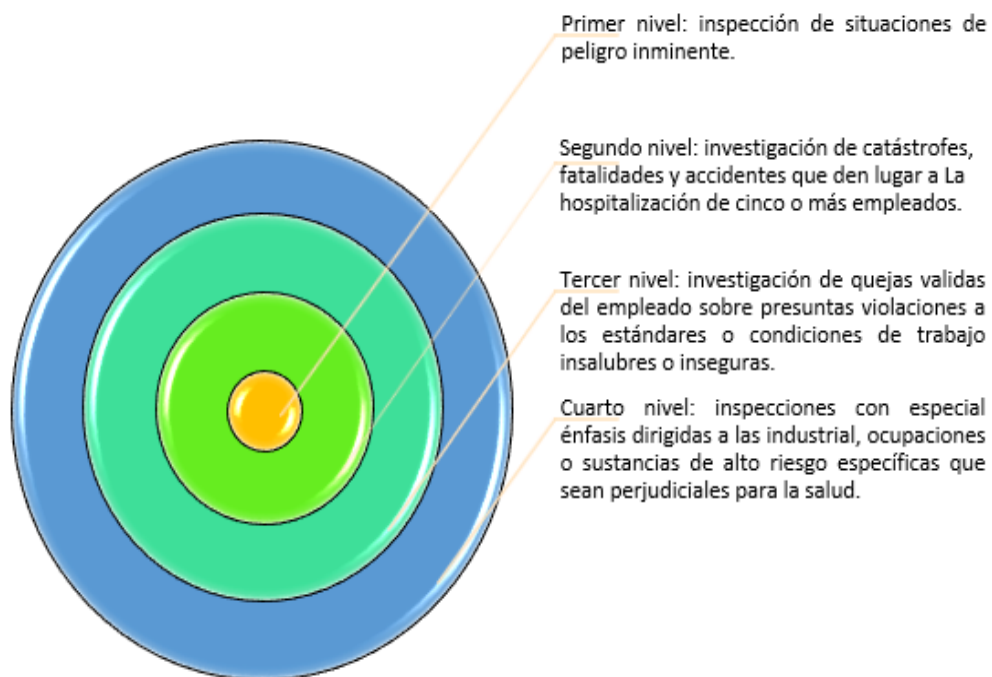 Primer nivel: inspección de situaciones de
peligro inminente.
Segundo nivel: investigación de catástrofes,
fatalidades y accidentes que den lugar a La
hospitalización de cinco o más empleados.
Tercer nivel: investigación de quejas validas
del empleado sobre presuntas violaciones a
los estándares o condiciones de trabajo
insalubres o inseguras.
Cuarto nivel: inspecciones con especial
énfasis dirigidas a las industrial, ocupaciones
o sustancias de alto riesgo específicas que
sean perjudiciales para la salud.